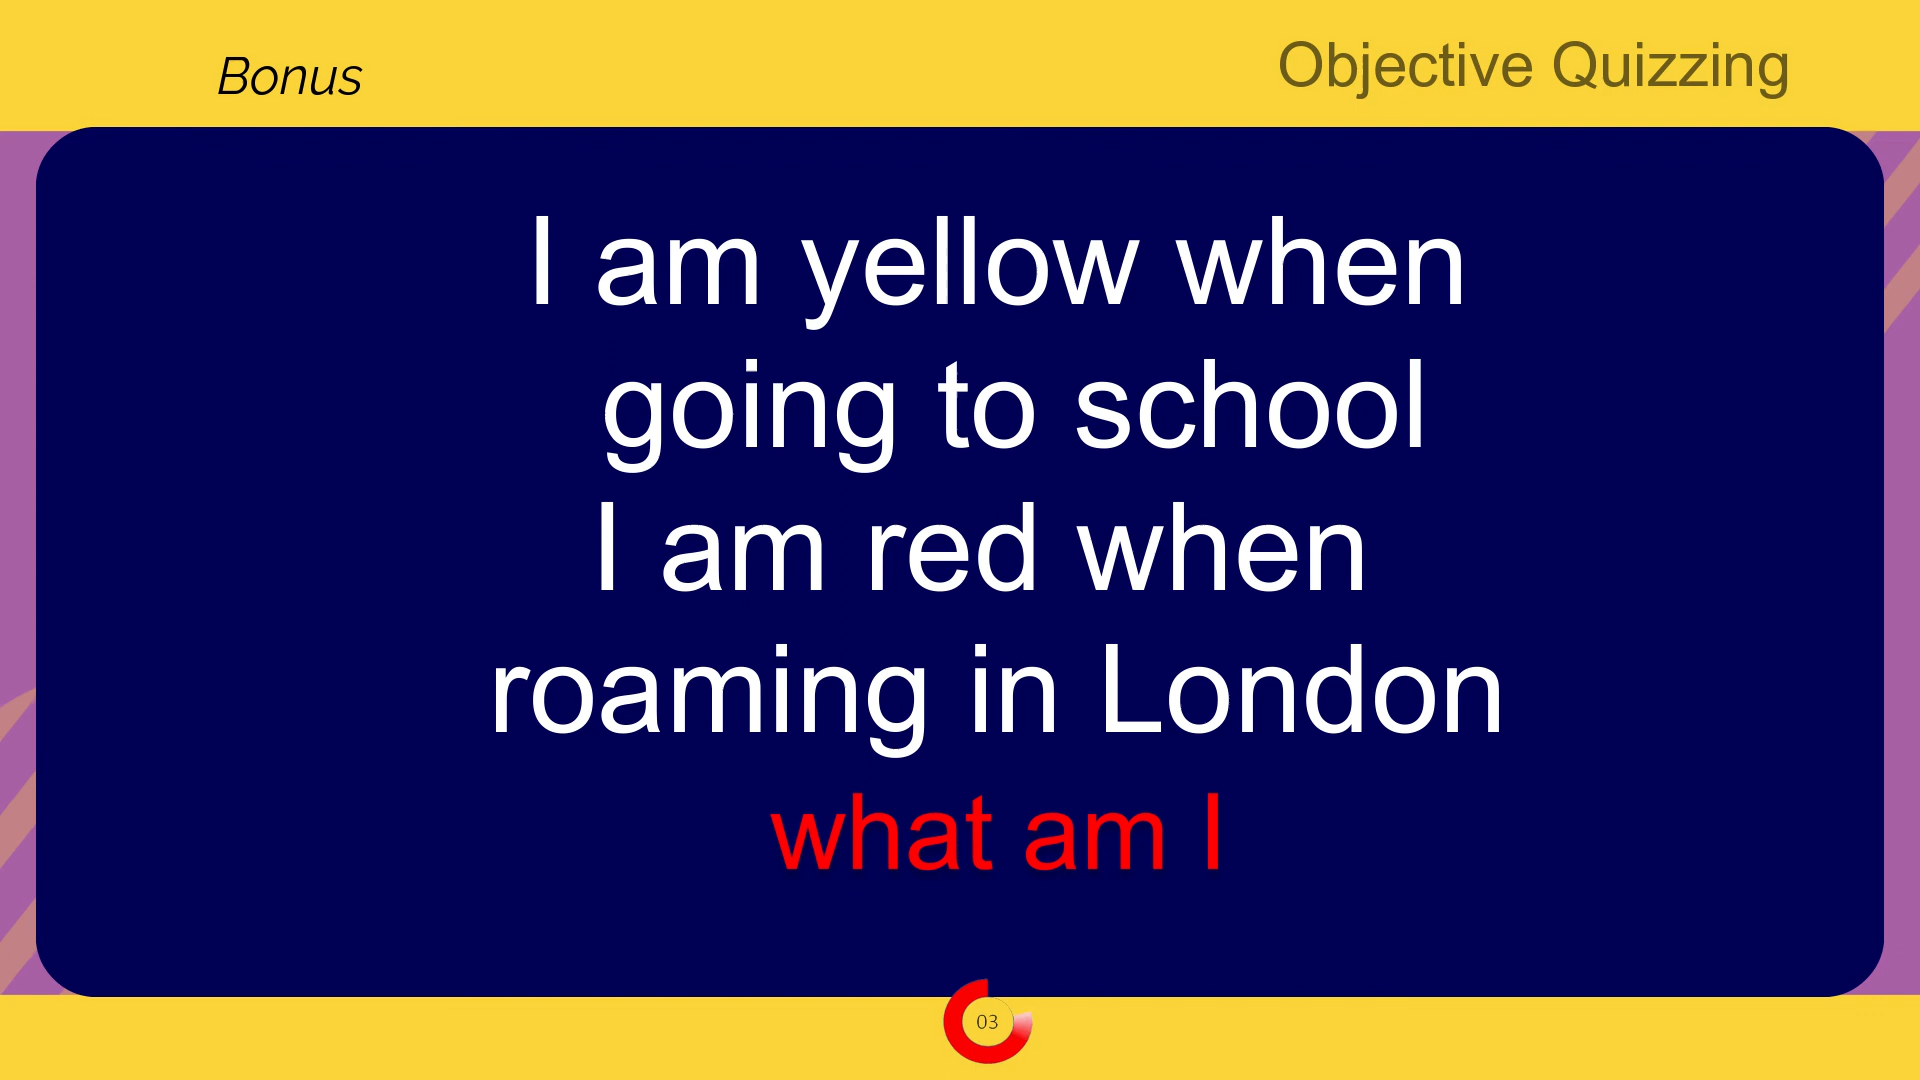 Bonus
Objective Quizzing
I am yellow when
going to school
I am red when
roaming in London
what am I
03